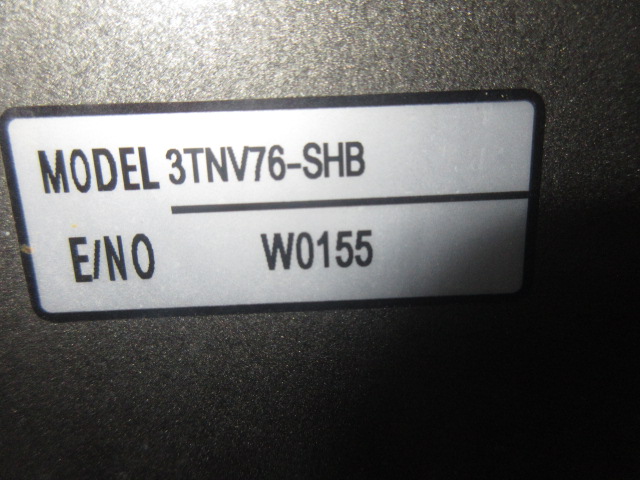 MODEL 3TNV76-SHB
E/NO W0155